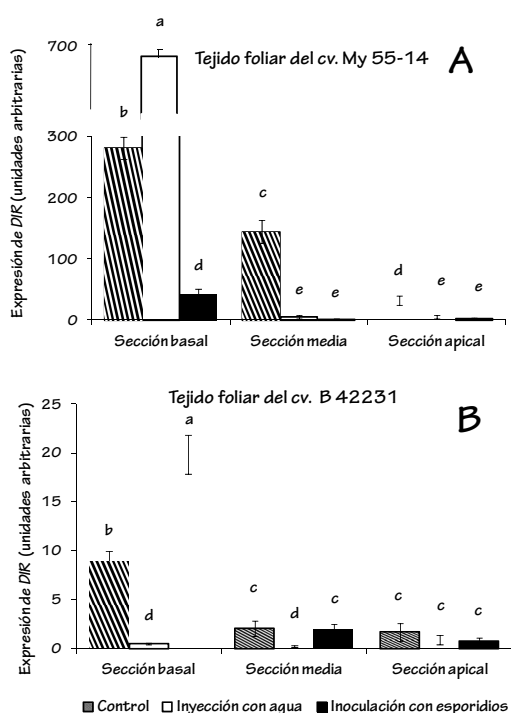 Tejido foliar del cv. My 55-14
A
Expresión de DIR (unidades arbitrarias)
700
300
200
100
0
a
b
d
c
e
e
d
e
e
Sección basal
Sección media
Sección apical
Tejido foliar del cv. B 42231
B
Expresión de DIR (unidades arbitrarias)
25
20
15
10
5
0
b
d
a
c
d
c
c
c
c
Sección basal
Sección media
Sección apical
Control
Inyección con agua
Inoculación con esporidios